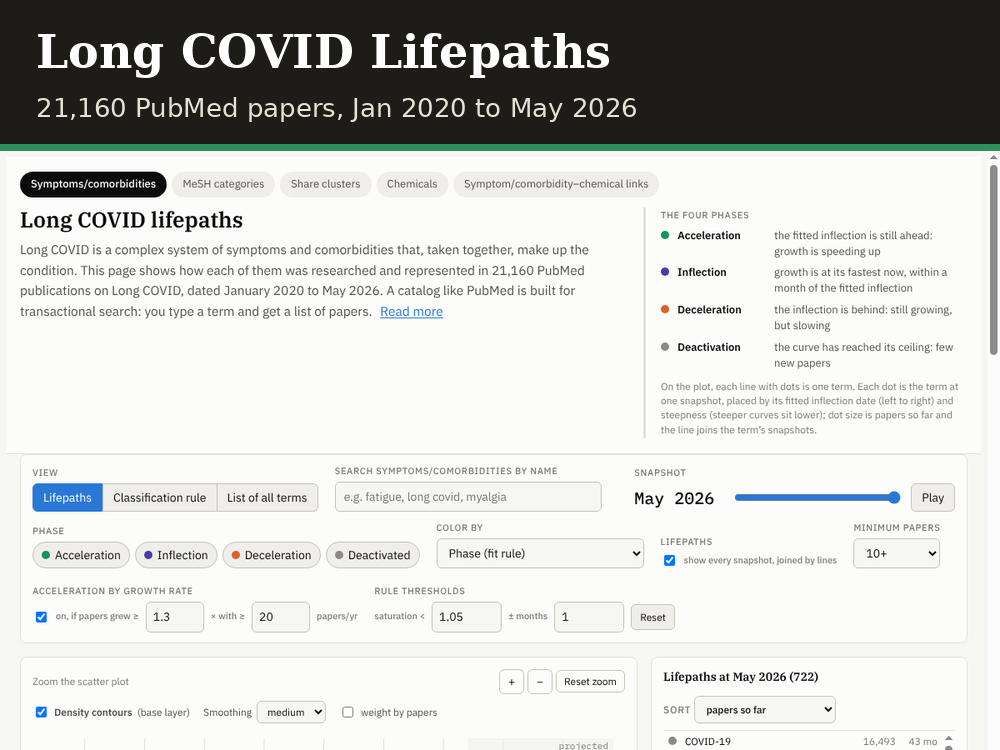 Long COVID Lifepaths
21,160 PubMed papers, Jan 2020 to May 2026
Symptoms/comorbidities
MeSH categories
Share clusters
Chemicals
Symptom/comorbidity–chemical links
Long COVID lifepaths
Long COVID is a complex system of symptoms and comorbidities that, taken together, make up the
condition. This page shows how each of them was researched and represented in 21,160 PubMed
publications on Long COVID, dated January 2020 to May 2026. A catalog like PubMed is built for
transactional search: you type a term and get a list of papers. Read more
THE FOUR PHASES
Acceleration
the fitted inflection is still ahead:
growth is speeding up
Inflection
growth is at its fastest now, within a
month of the fitted inflection
Deceleration
the inflection is behind: still growing,
but slowing
Deactivation
the curve has reached its ceiling: few
new papers
On the plot, each line with dots is one term. Each dot is the term at
one snapshot, placed by its fitted inflection date (left to right) and
steepness (steeper curves sit lower); dot size is papers so far and
the line joins the term's snapshots.
VIEW
Lifepaths
Classification rule
List of all terms
SEARCH SYMPTOMS/COMORBIDITIES BY NAME
e.g. fatigue, long covid, myalgia
SNAPSHOT
May 2026
Play
PHASE
Acceleration
Inflection
Deceleration
Deactivated
COLOR BY
Phase (fit rule)
LIFEPATHS
show every snapshot, joined by lines
MINIMUM PAPERS
10+
ACCELERATION BY GROWTH RATE
on, if papers grew ≥ 1.3 × with ≥ 20 papers/yr
RULE THRESHOLDS
saturation < 1.05 ± months 1 Reset
Zoom the scatter plot
+
−
Reset zoom
Density contours (base layer) Smoothing medium weight by papers
projected
Lifepaths at May 2026 (722)
SORT papers so far
COVID-19 16,493 43 mo